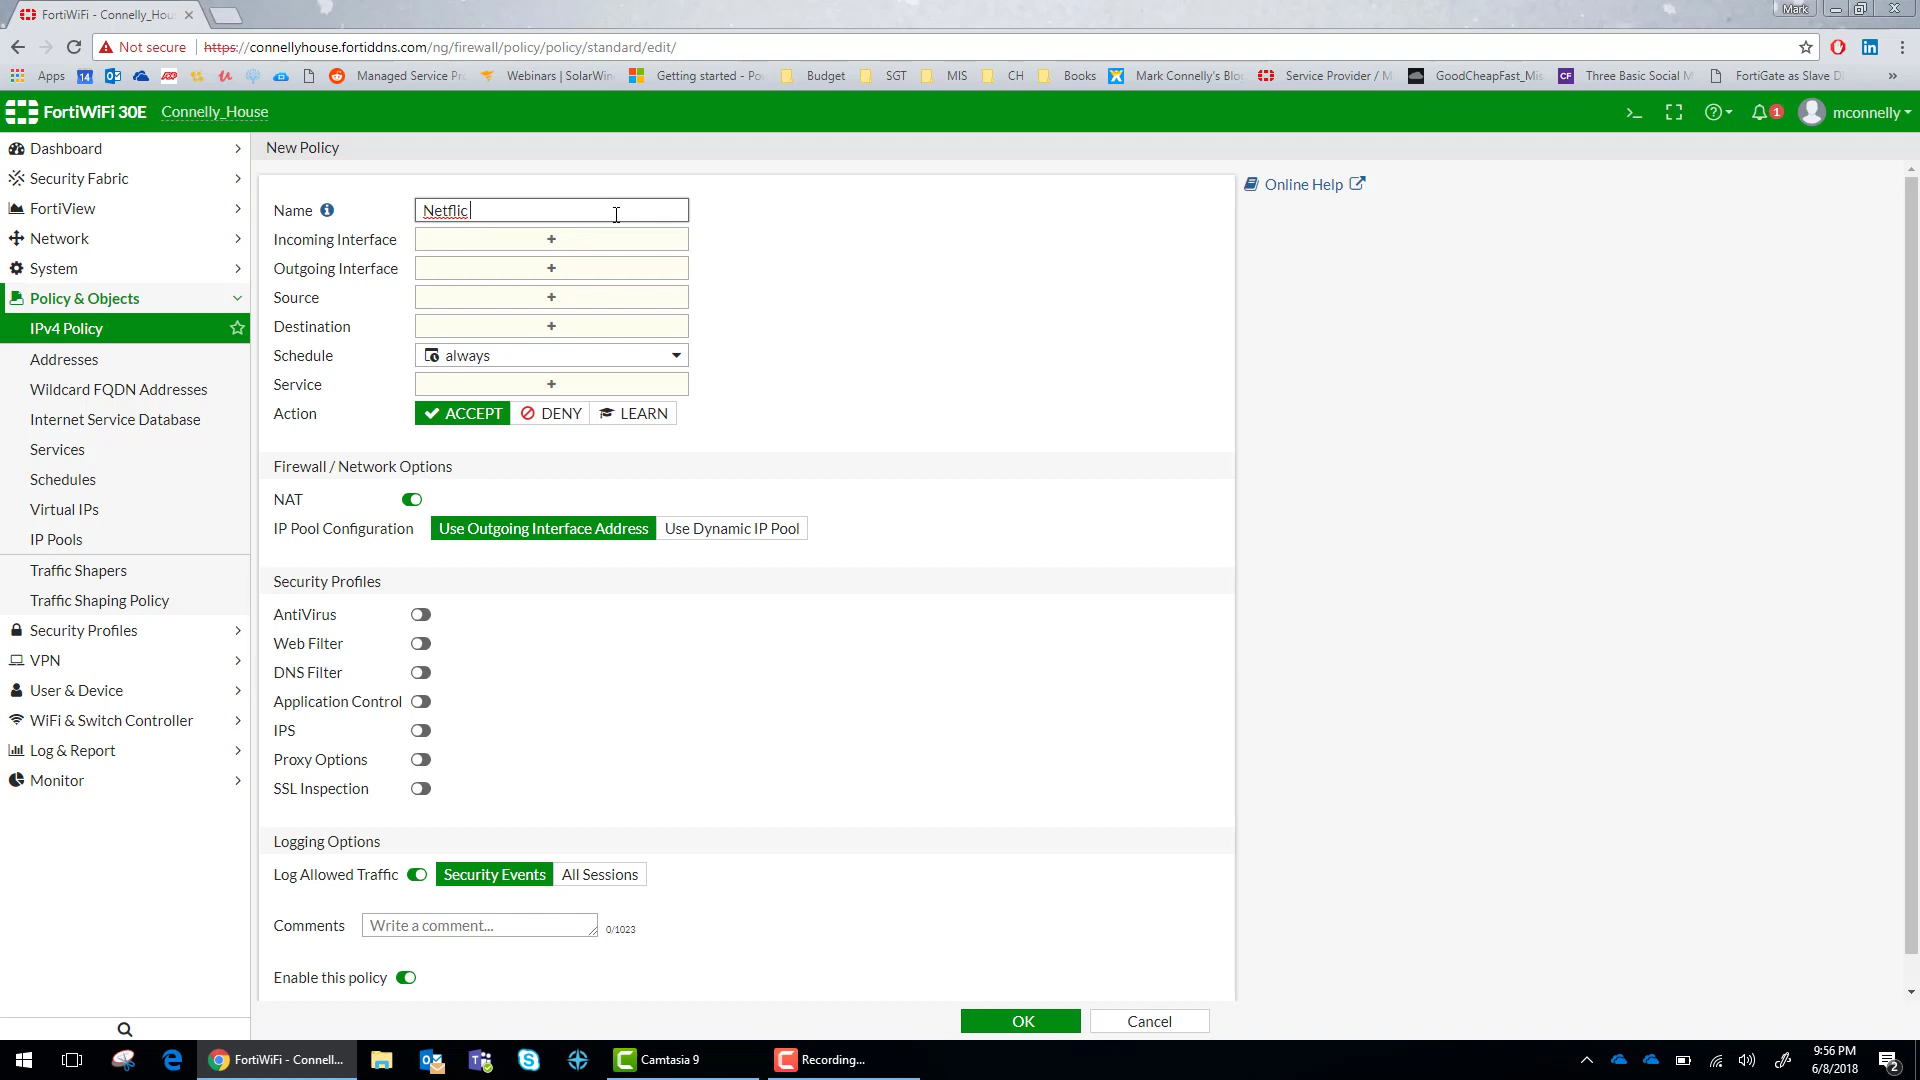 FortiWiFi - Connelly_Hou
Mark
Not secure https://connellyhouse.fortiddns.com/ng/firewall/policy/policy/standard/edit/
Apps 14 Managed Service Pr Webinars | SolarWin Getting started - Po Budget SGT MIS CH Books Mark Connelly's Blo Service Provider / M GoodCheapFast_Mis CF Three Basic Social M FortiGate as Slave D »
FortiWiFi 30E Connelly_House
1 mconnelly
Dashboard
Security Fabric
FortiView
Network
System
Policy & Objects
IPv4 Policy
Addresses
Wildcard FQDN Addresses
Internet Service Database
Services
Schedules
Virtual IPs
IP Pools
Traffic Shapers
Traffic Shaping Policy
Security Profiles
VPN
User & Device
WiFi & Switch Controller
Log & Report
Monitor
New Policy
Online Help
Name Netflic
Incoming Interface +
Outgoing Interface +
Source +
Destination +
Schedule always
Service +
Action ACCEPT DENY LEARN
Firewall / Network Options
NAT
IP Pool Configuration Use Outgoing Interface Address Use Dynamic IP Pool
Security Profiles
AntiVirus
Web Filter
DNS Filter
Application Control
IPS
Proxy Options
SSL Inspection
Logging Options
Log Allowed Traffic Security Events All Sessions
Comments Write a comment... 0/1023
Enable this policy
OK Cancel
FortiWiFi - Connell...
Camtasia 9
Recording...
9:56 PM
6/8/2018
2